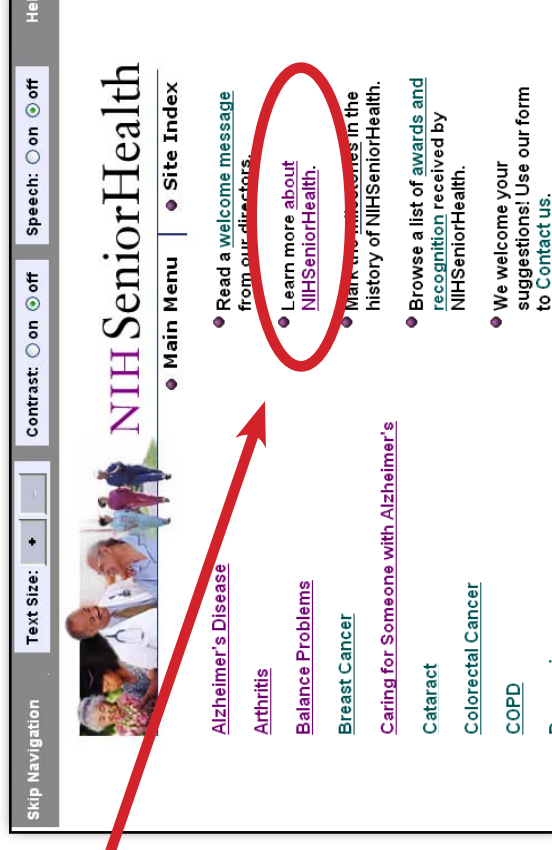 Skip Navigation
Text Size: + -
Contrast: on off
Speech: on off
NIHSeniorHealth
Main Menu
Site Index
Alzheimer's Disease
Arthritis
Balance Problems
Breast Cancer
Caring for Someone with Alzheimer's
Cataract
Colorectal Cancer
COPD
Read a welcome message
from our directors.
Learn more about
NIHSeniorHealth.
Mark the milestones in the
history of NIHSeniorHealth.
Browse a list of awards and
recognition received by
NIHSeniorHealth.
We welcome your
suggestions! Use our form
to Contact us.